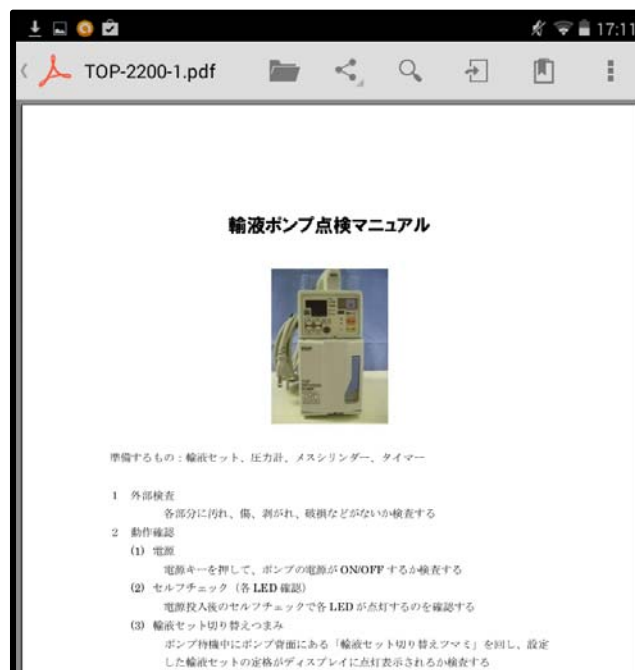 17:11
TOP-2200-1.pdf
輸液ポンプ点検マニュアル
準備するもの：輸液セット、圧力計、メスシリンダー、タイマー
1 外部検査
各部分に汚れ、傷、剥がれ、破損などがないか検査する
2 動作確認
(1) 電源
電源キーを押して、ポンプの電源が ON/OFF するか検査する
(2) セルフチェック（各 LED 確認）
電源投入後のセルフチェックで各 LED が点灯するのを確認する
(3) 輸液セット切り替えつまみ
ポンプ待機中にポンプ背面にある「輸液セット切り替えツマミ」を回し、設定
した輸液セットの定格がディスプレイに点灯表示されるか検査する